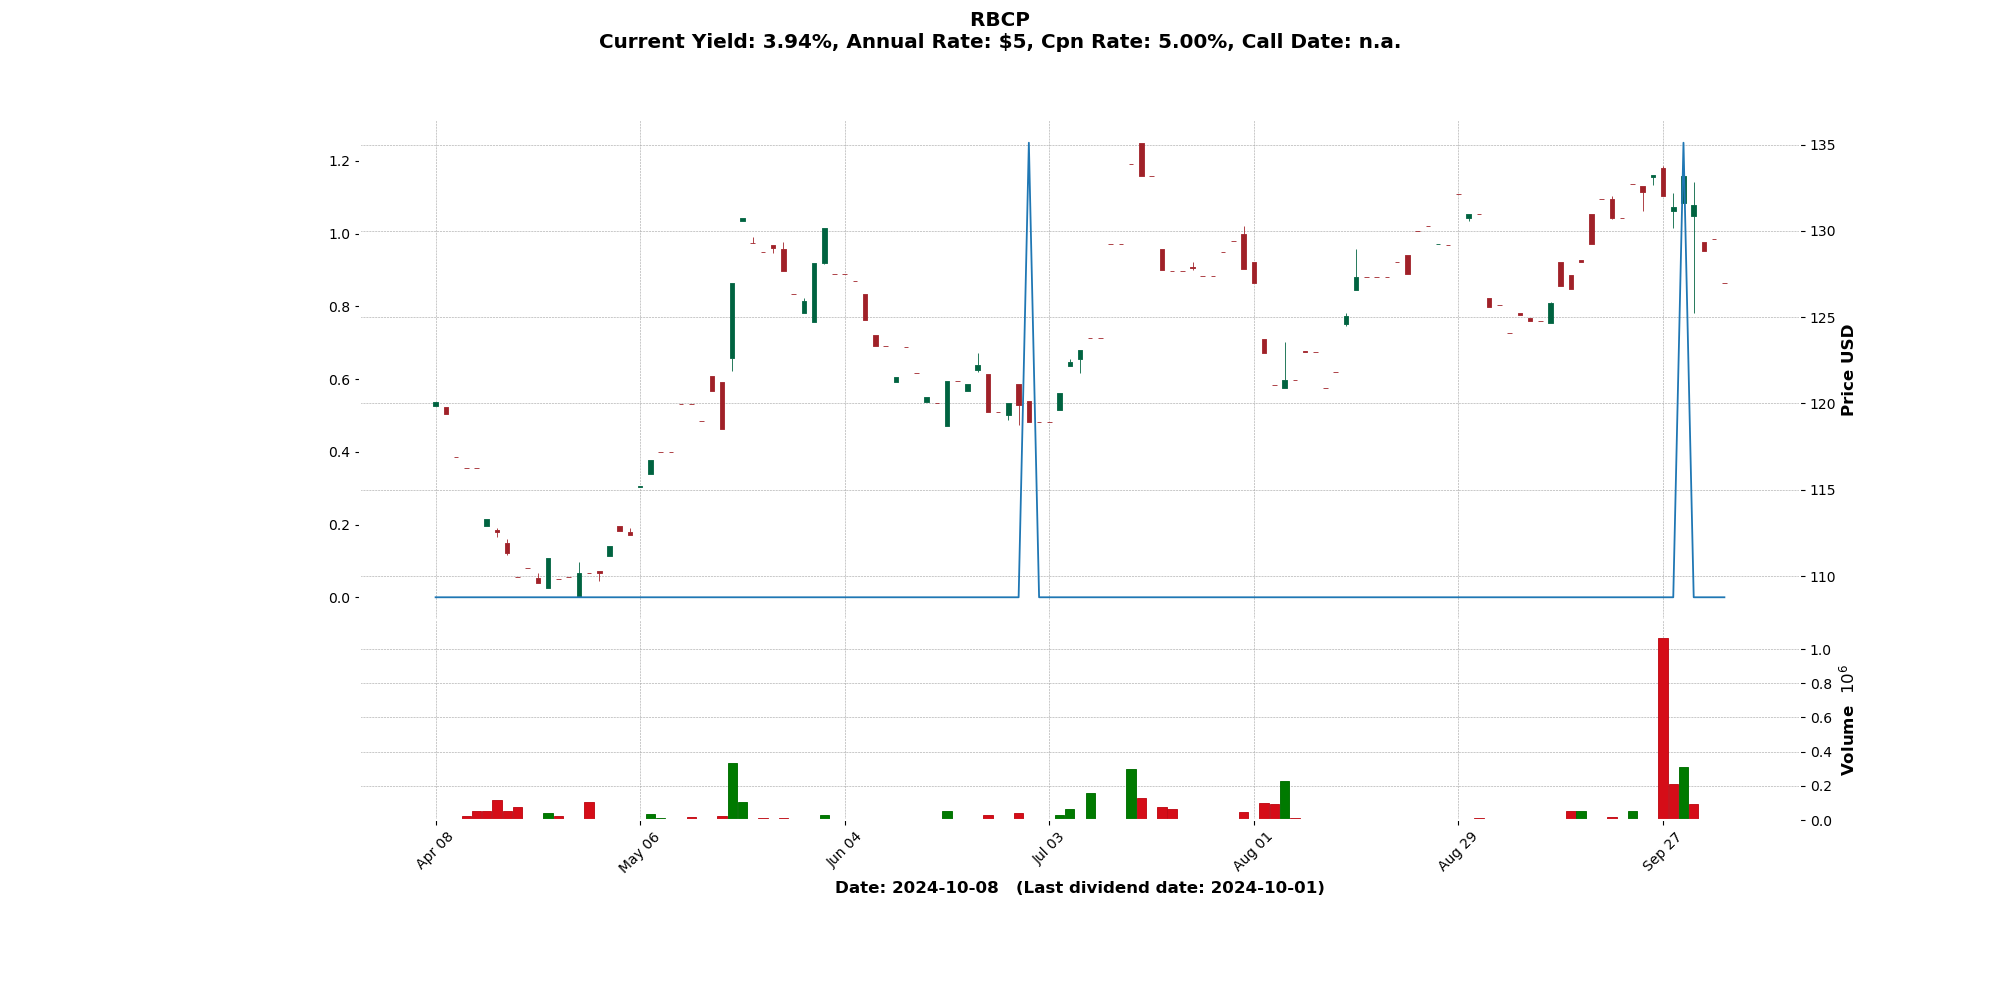 RBCP
Current Yield: 3.94%, Annual Rate: $5, Cpn Rate: 5.00%, Call Date: n.a.
1.2
1.0
0.8
0.6
0.4
0.2
0.0
135
130
125
120
115
110
Price USD
1.0
0.8
0.6
0.4
0.2
0.0
Volume 10^6
Apr 08
May 06
Jun 04
Jul 03
Aug 01
Aug 29
Sep 27
Date: 2024-10-08 (Last dividend date: 2024-10-01)